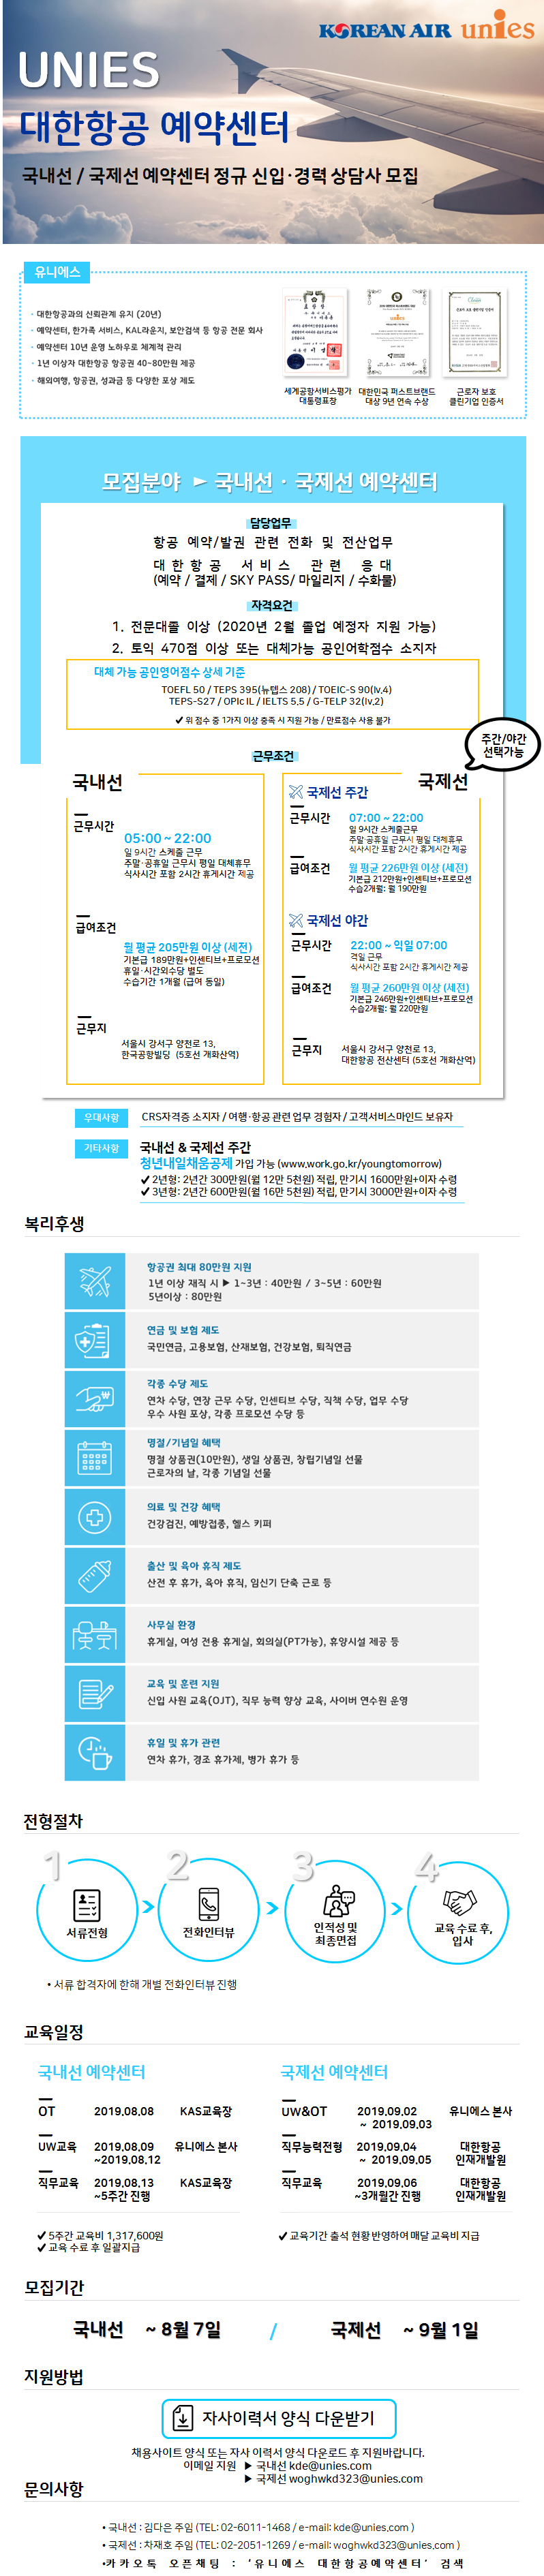 KOREAN AIR unies
UNIES
대한항공 예약센터
국내선 / 국제선 예약센터 정규 신입·경력 상담사 모집
유니에스
· 대한항공과의 신뢰관계 유지 (20년)
· 예약센터, 한가족 서비스, KAL라운지, 보안검색 등 항공 전문 회사
· 예약센터 10년 운영 노하우로 체계적 관리
· 1년 이상자 대한항공 항공권 40~80만원 제공
· 해외여행, 항공권, 성과금 등 다양한 포상 제도
세계공항서비스평가
대통령표창
대한민국 퍼스트브랜드
대상 9년 연속 수상
근로자 보호
클린기업 인증서
모집분야 ► 국내선 · 국제선 예약센터
담당업무
항공 예약/발권 관련 전화 및 전산업무
대한항공 서비스 관련 응대
(예약 / 결제 / SKY PASS/ 마일리지 / 수화물)
자격요건
1. 전문대졸 이상 (2020년 2월 졸업 예정자 지원 가능)
2. 토익 470점 이상 또는 대체가능 공인어학점수 소지자
대체 가능 공인영어점수 상세 기준
TOEFL 50 / TEPS 395(뉴텝스 208) / TOEIC-S 90(lv.4)
TEPS-S27 / OPIc IL / IELTS 5.5 / G-TELP 32(lv.2)
✔ 위 점수 중 1가지 이상 충족 시 지원 가능 / 만료점수 사용 불가
주간/야간
선택가능
근무조건
국내선
근무시간
05:00 ~ 22:00
일 9시간 스케줄 근무
주말·공휴일 근무시 평일 대체휴무
식사시간 포함 2시간 휴게시간 제공
급여조건
월 평균 205만원 이상 (세전)
기본급 189만원+인센티브+프로모션
휴일·시간외수당 별도
수습기간 1개월 (급여 동일)
근무지
서울시 강서구 양천로 13,
한국공항빌딩 (5호선 개화산역)
국제선
국제선 주간
근무시간
07:00 ~ 22:00
일 9시간 스케줄근무
주말·공휴일 근무시 평일 대체휴무
식사시간 포함 2시간 휴게시간 제공
급여조건
월 평균 226만원 이상 (세전)
기본급 212만원+인센티브+프로모션
수습2개월: 월 190만원
국제선 야간
근무시간
22:00 ~ 익일 07:00
격일 근무
식사시간 포함 2시간 휴게시간 제공
급여조건
월 평균 260만원 이상 (세전)
기본급 246만원+인센티브+프로모션
수습2개월: 월 220만원
근무지
서울시 강서구 양천로 13,
대한항공 전산센터 (5호선 개화산역)
우대사항
CRS자격증 소지자 / 여행·항공 관련 업무 경험자 / 고객서비스마인드 보유자
기타사항
국내선 & 국제선 주간
청년내일채움공제 가입 가능 (www.work.go.kr/youngtomorrow)
✔ 2년형: 2년간 300만원(월 12만 5천원) 적립, 만기시 1600만원+이자 수령
✔ 3년형: 2년간 600만원(월 16만 5천원) 적립, 만기시 3000만원+이자 수령
복리후생
항공권 최대 80만원 지원
1년 이상 재직 시 ▶ 1~3년 : 40만원 / 3~5년 : 60만원
5년이상 : 80만원
연금 및 보험 제도
국민연금, 고용보험, 산재보험, 건강보험, 퇴직연금
각종 수당 제도
연차 수당, 연장 근무 수당, 인센티브 수당, 직책 수당, 업무 수당
우수 사원 포상, 각종 프로모션 수당 등
명절/기념일 혜택
명절 상품권(10만원), 생일 상품권, 창립기념일 선물
근로자의 날, 각종 기념일 선물
의료 및 건강 혜택
건강검진, 예방접종, 헬스 키퍼
출산 및 육아 휴직 제도
산전 후 휴가, 육아 휴직, 임신기 단축 근로 등
사무실 환경
휴게실, 여성 전용 휴게실, 회의실(PT가능), 휴양시설 제공 등
교육 및 훈련 지원
신입 사원 교육(OJT), 직무 능력 향상 교육, 사이버 연수원 운영
휴일 및 휴가 관련
연차 휴가, 경조 휴가제, 병가 휴가 등
전형절차
1
서류전형
2
전화인터뷰
3
인적성 및
최종면접
4
교육 수료 후,
입사
• 서류 합격자에 한해 개별 전화인터뷰 진행
교육일정
국내선 예약센터
OT 2019.08.08 KAS교육장
UW교육 2019.08.09 유니에스 본사
~2019.08.12
직무교육 2019.08.13 KAS교육장
~5주간 진행
✔ 5주간 교육비 1,317,600원
✔ 교육 수료 후 일괄지급
국제선 예약센터
UW&OT 2019.09.02 유니에스 본사
~ 2019.09.03
직무능력전형 2019.09.04 대한항공
~ 2019.09.05 인재개발원
직무교육 2019.09.06 대한항공
~3개월간 진행 인재개발원
✔ 교육기간 출석 현황 반영하여 매달 교육비 지급
모집기간
국내선 ~ 8월 7일 / 국제선 ~ 9월 1일
지원방법
자사이력서 양식 다운받기
채용사이트 양식 또는 자사 이력서 양식 다운로드 후 지원바랍니다.
이메일 지원 ▶ 국내선 kde@unies.com
▶ 국제선 woghwkd323@unies.com
문의사항
• 국내선 : 김다은 주임 (TEL: 02-6011-1468 / e-mail: kde@unies.com )
• 국제선 : 차재호 주임 (TEL: 02-2051-1269 / e-mail: woghwkd323@unies.com )
•카카오톡 오픈채팅 : '유니에스 대한항공예약센터' 검색